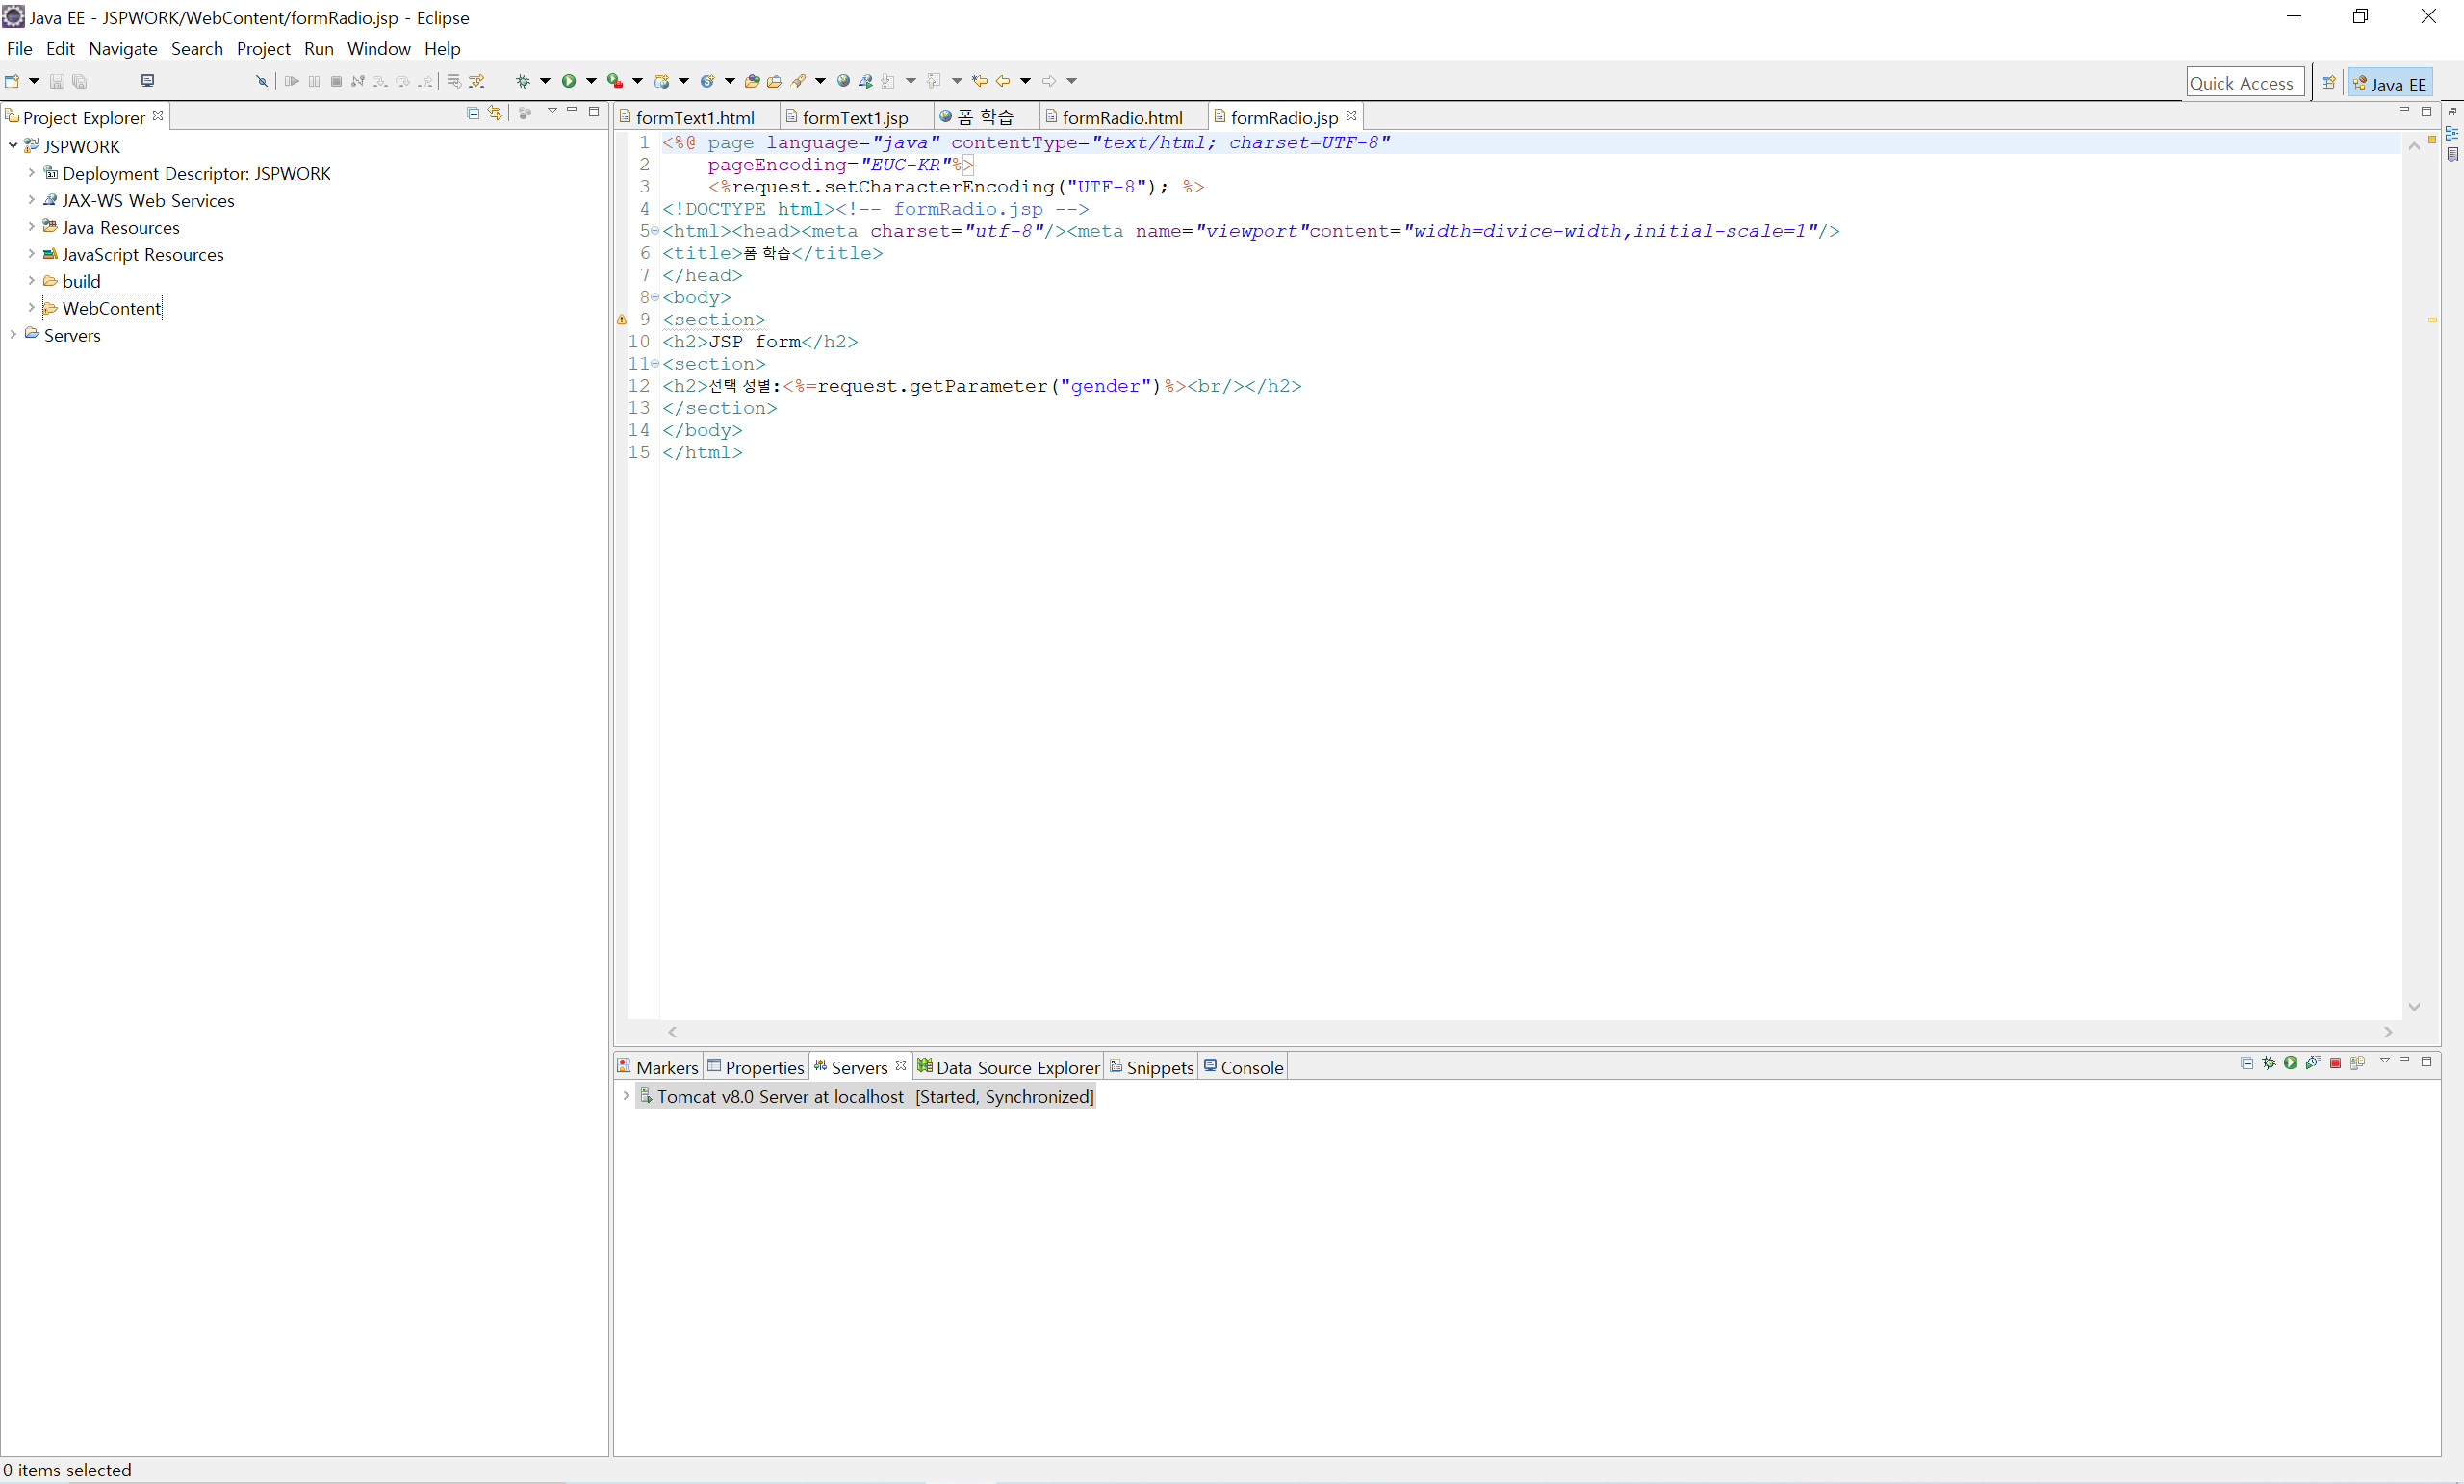 Java EE - JSPWORK/WebContent/formRadio.jsp - Eclipse
File Edit Navigate Search Project Run Window Help
Quick Access
Java EE
Project Explorer
JSPWORK
Deployment Descriptor: JSPWORK
JAX-WS Web Services
Java Resources
JavaScript Resources
build
WebContent
Servers
formText1.html formText1.jsp 폼 학습 formRadio.html formRadio.jsp
1 <%@ page language="java" contentType="text/html; charset=UTF-8"
2 pageEncoding="EUC-KR"%>
3 <%request.setCharacterEncoding("UTF-8"); %>
4 <!DOCTYPE html><!-- formRadio.jsp -->
5 <html><head><meta charset="utf-8"/><meta name="viewport"content="width=divice-width,initial-scale=1"/>
6 <title>폼 학습</title>
7 </head>
8 <body>
9 <section>
10 <h2>JSP form</h2>
11 <section>
12 <h2>선택 성별:<%=request.getParameter("gender")%><br/></h2>
13 </section>
14 </body>
15 </html>
Markers Properties Servers Data Source Explorer Snippets Console
Tomcat v8.0 Server at localhost [Started, Synchronized]
0 items selected